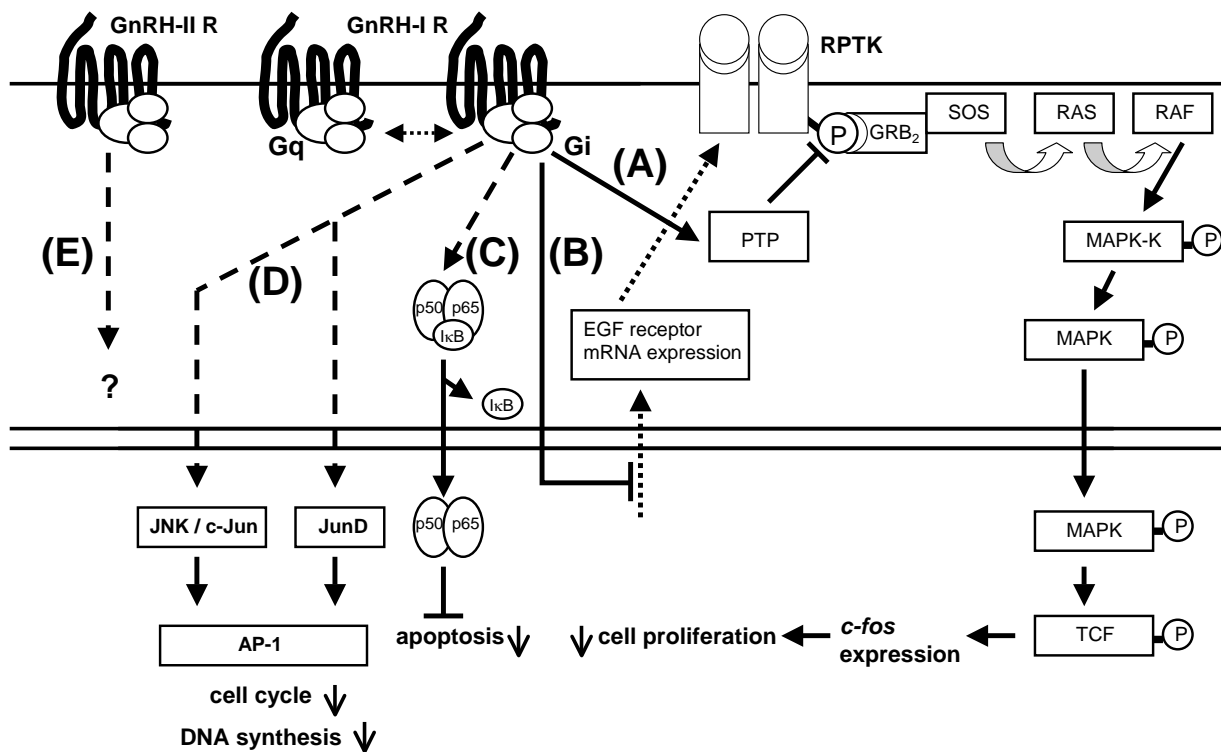 GnRH-II R
GnRH-I R
RPTK
SOS
RAS
RAF
P
GRB2
Gq
Gi
(A)
PTP
MAPK-K
P
(E)
(D)
(C)
(B)
p50
p65
IκB
EGF receptor
mRNA expression
MAPK
P
?
IκB
JNK / c-Jun
JunD
p50
p65
MAPK
P
AP-1
apoptosis
cell proliferation
c-fos
expression
TCF
P
cell cycle
DNA synthesis